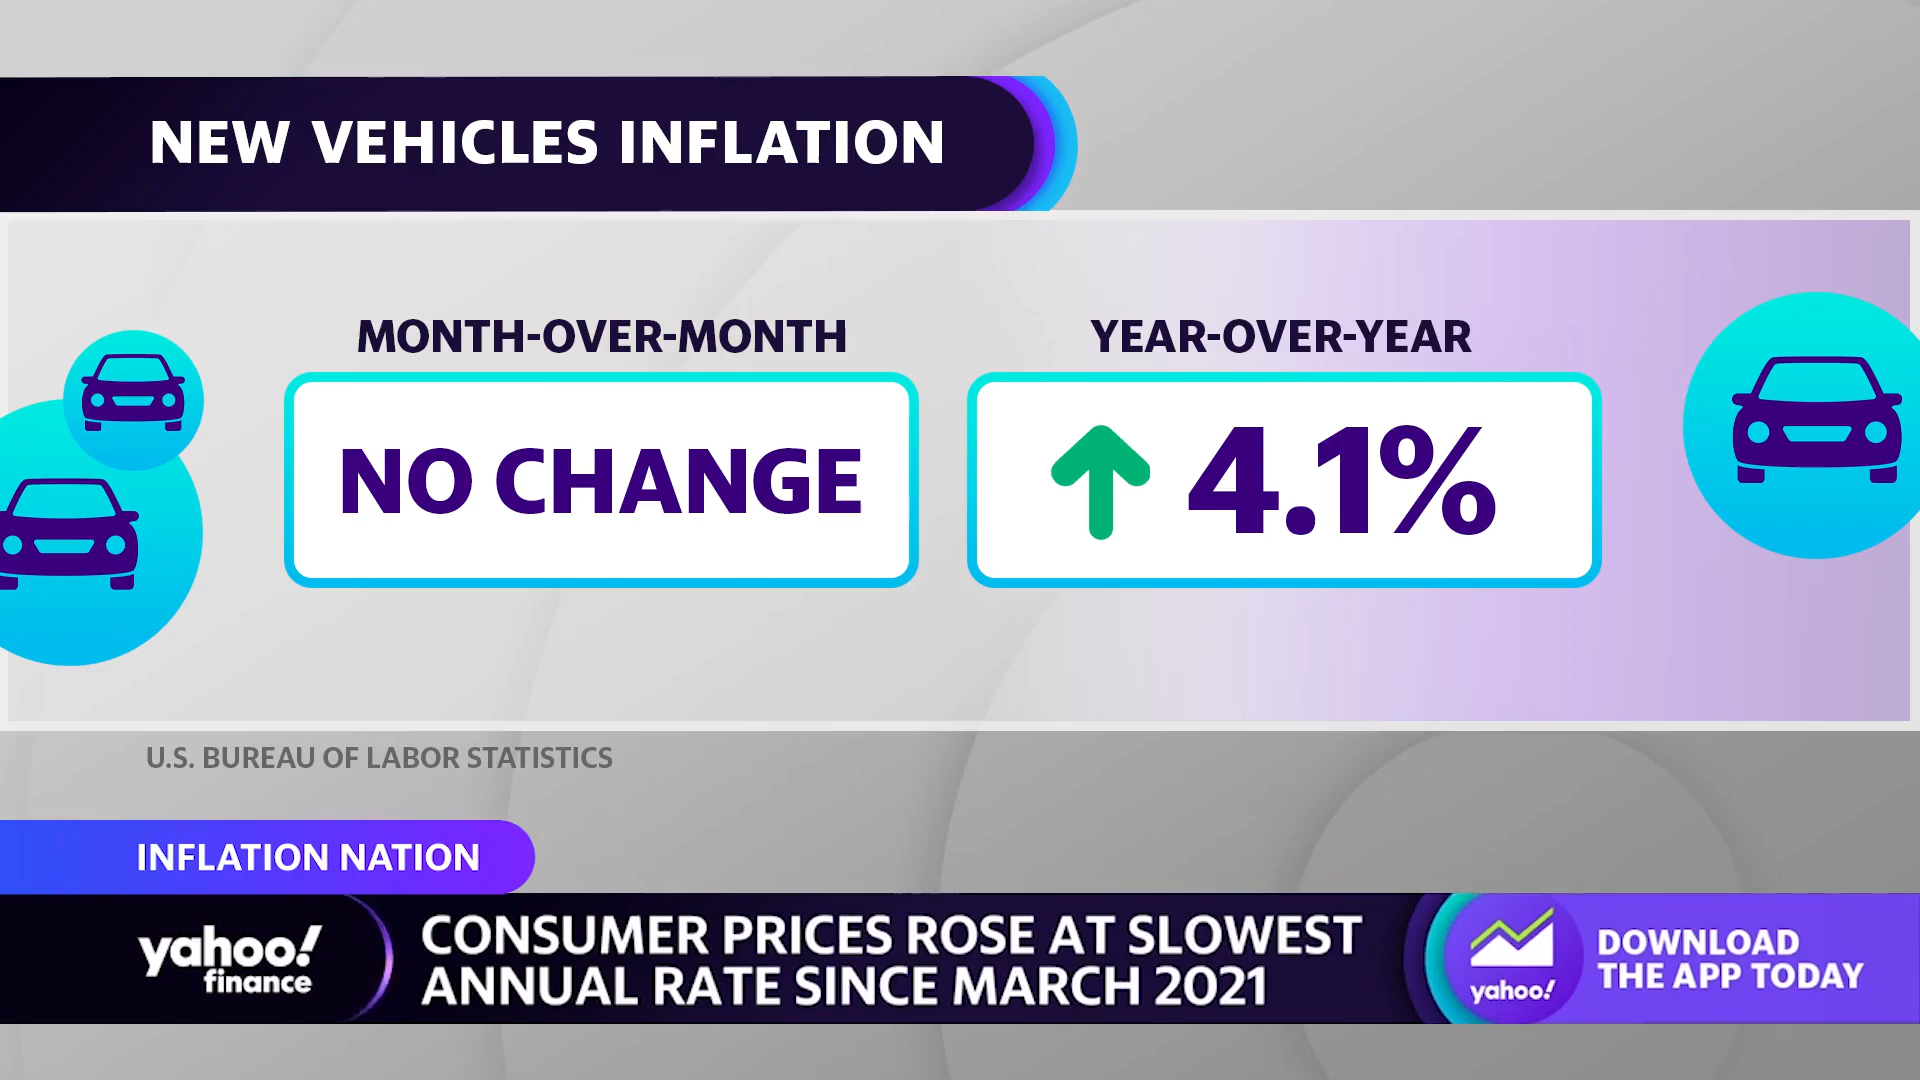 NEW VEHICLES INFLATION
MONTH-OVER-MONTH
NO CHANGE
YEAR-OVER-YEAR
4.1%
U.S. BUREAU OF LABOR STATISTICS
INFLATION NATION
yahoo!
finance
CONSUMER PRICES ROSE AT SLOWEST
ANNUAL RATE SINCE MARCH 2021
yahoo!
DOWNLOAD
THE APP TODAY